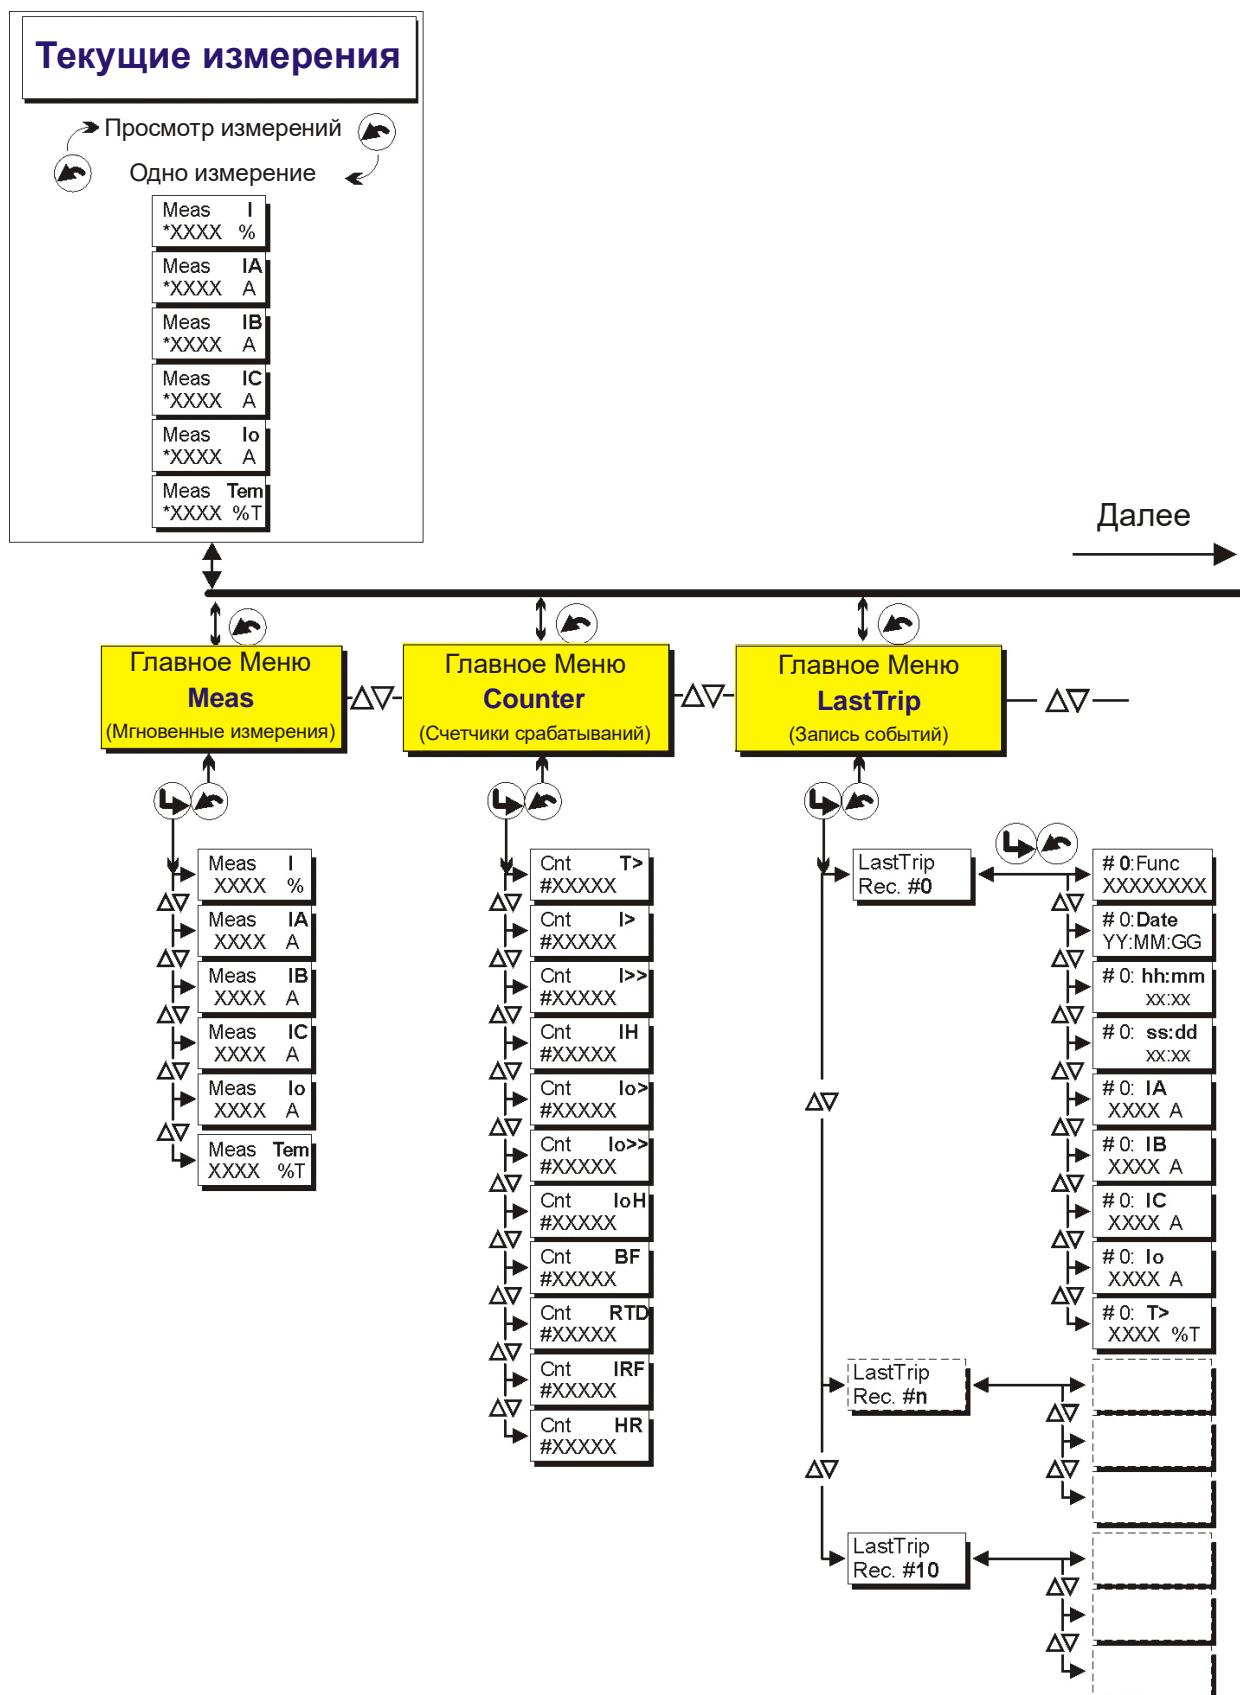 Текущие измерения
Просмотр измерений
Одно измерение
Meas I
*XXXX %
Meas IA
*XXXX A
Meas IB
*XXXX A
Meas IC
*XXXX A
Meas Io
*XXXX A
Meas Tem
*XXXX %T
Далее
Главное Меню
Meas
(Мгновенные измерения)
Главное Меню
Counter
(Счетчики срабатываний)
Главное Меню
LastTrip
(Запись событий)
Meas I
XXXX %
Meas IA
XXXX A
Meas IB
XXXX A
Meas IC
XXXX A
Meas Io
XXXX A
Meas Tem
XXXX %T
Cnt T>
#XXXXX
Cnt I>
#XXXXX
Cnt I>>
#XXXXX
Cnt IH
#XXXXX
Cnt Io>
#XXXXX
Cnt Io>>
#XXXXX
Cnt IoH
#XXXXX
Cnt BF
#XXXXX
Cnt RTD
#XXXXX
Cnt IRF
#XXXXX
Cnt HR
#XXXXX
LastTrip
Rec. #0
# 0:Func
XXXXXXXX
# 0:Date
YY:MM:GG
# 0: hh:mm
xx:xx
# 0: ss:dd
xx:xx
# 0: IA
XXXX A
# 0: IB
XXXX A
# 0: IC
XXXX A
# 0: Io
XXXX A
# 0: T>
XXXX %T
LastTrip
Rec. #n
LastTrip
Rec. #10